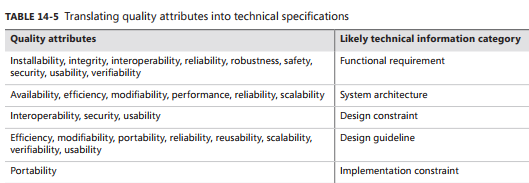 TABLE 14-5 Translating quality attributes into technical specifications
Quality attributes Likely technical information category
Installability, integrity, interoperability, reliability, robustness, safety, Functional requirement
security, usability, verifiability
Availability, efficiency, modifiability, performance, reliability, scalability System architecture
Interoperability, security, usability Design constraint
Efficiency, modifiability, portability, reliability, reusability, scalability, Design guideline
verifiability, usability
Portability Implementation constraint